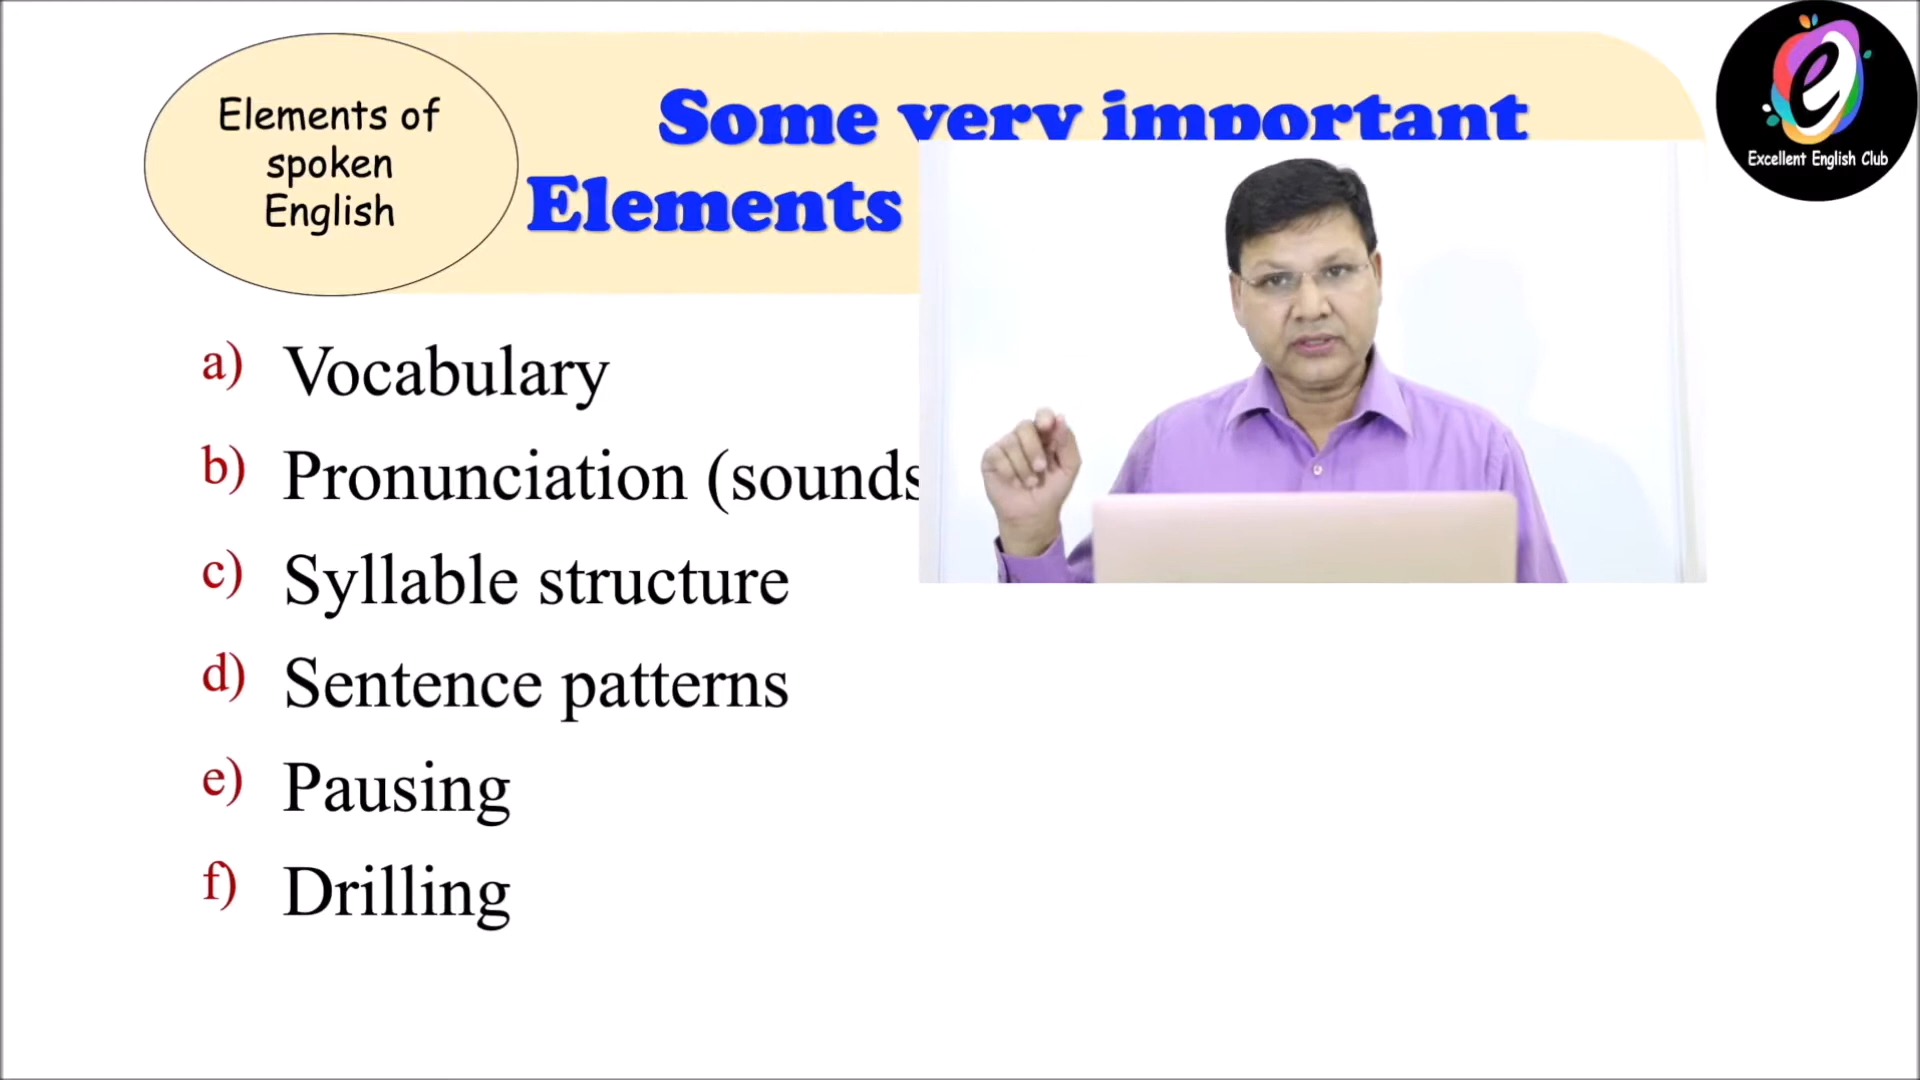 Elements of
spoken
English
Some very important
Elements
Excellent English Club
a) Vocabulary
b) Pronunciation (sounds
c) Syllable structure
d) Sentence patterns
e) Pausing
f) Drilling